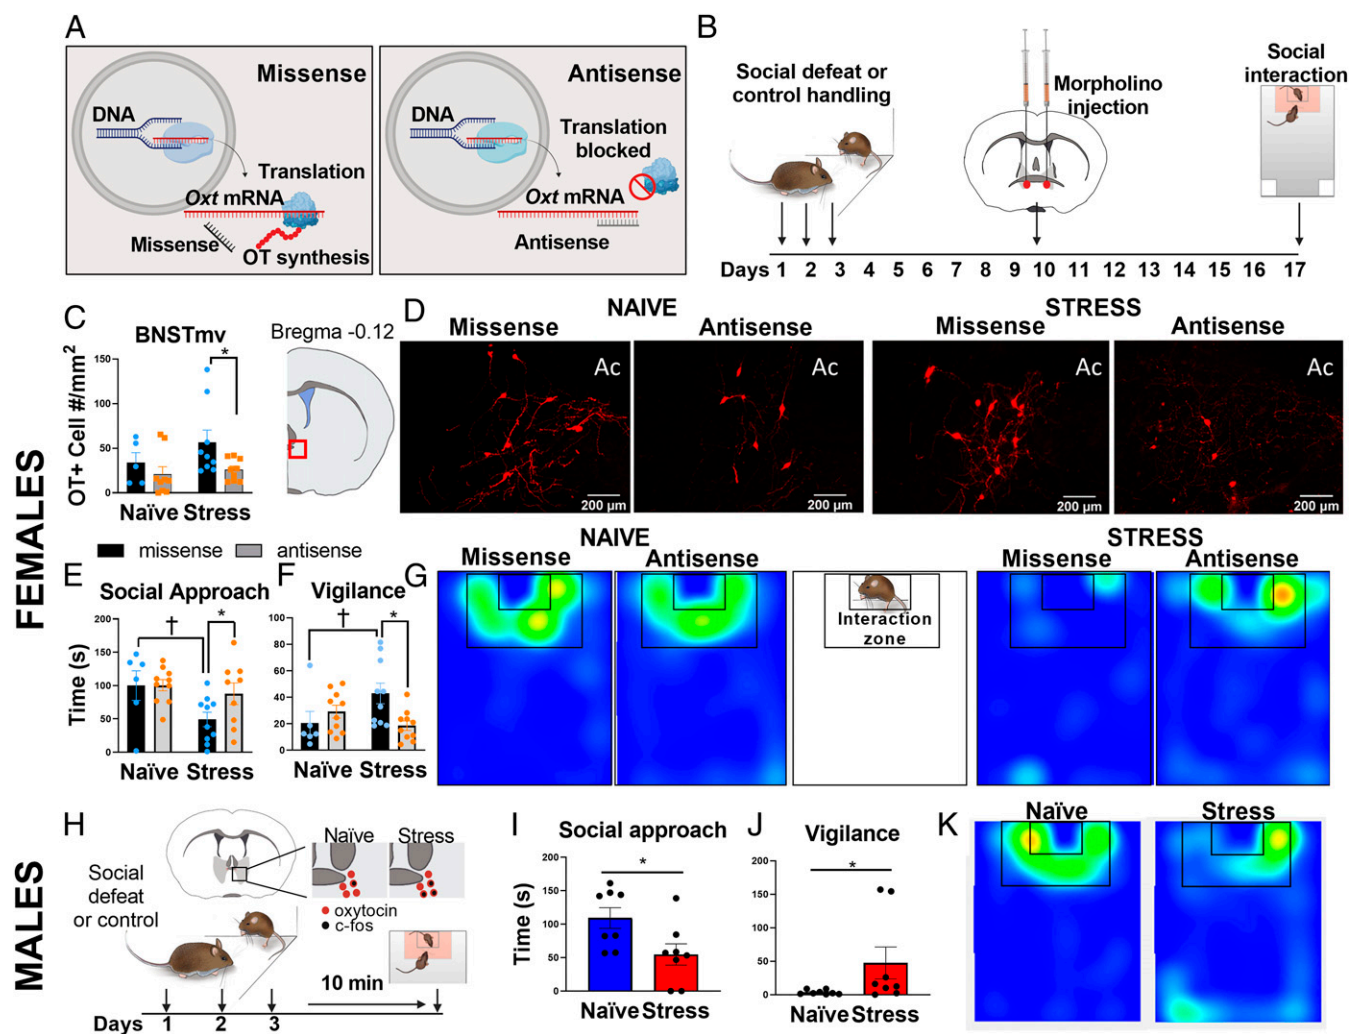 A
Missense
DNA
Translation
Oxt mRNA
Missense
OT synthesis
Antisense
DNA
Translation
blocked
Oxt mRNA
Antisense
B
Social defeat or
control handling
Morpholino
injection
Social
interaction
Days 1 2 3 4 5 6 7 8 9 10 11 12 13 14 15 16 17
FEMALES
C
BNSTmv
Bregma -0.12
OT+ Cell #/mm2
150
100
50
0
*
Naïve Stress
missense antisense
D
NAIVE
STRESS
Missense
Antisense
Missense
Antisense
Ac
Ac
Ac
Ac
200 µm
200 µm
200 µm
200 µm
E
Social Approach
Time (s)
200
150
100
50
0
†
*
Naïve Stress
F
Vigilance
100
80
60
40
20
0
†
*
Naïve Stress
G
NAIVE
STRESS
Missense
Antisense
Interaction
zone
Missense
Antisense
MALES
H
Social
defeat
or control
Naïve
Stress
oxytocin
c-fos
10 min
Days 1 2 3
I
Social approach
Time (s)
200
150
100
50
0
*
Naïve Stress
J
Vigilance
200
150
100
50
0
*
Naïve Stress
K
Naïve
Stress